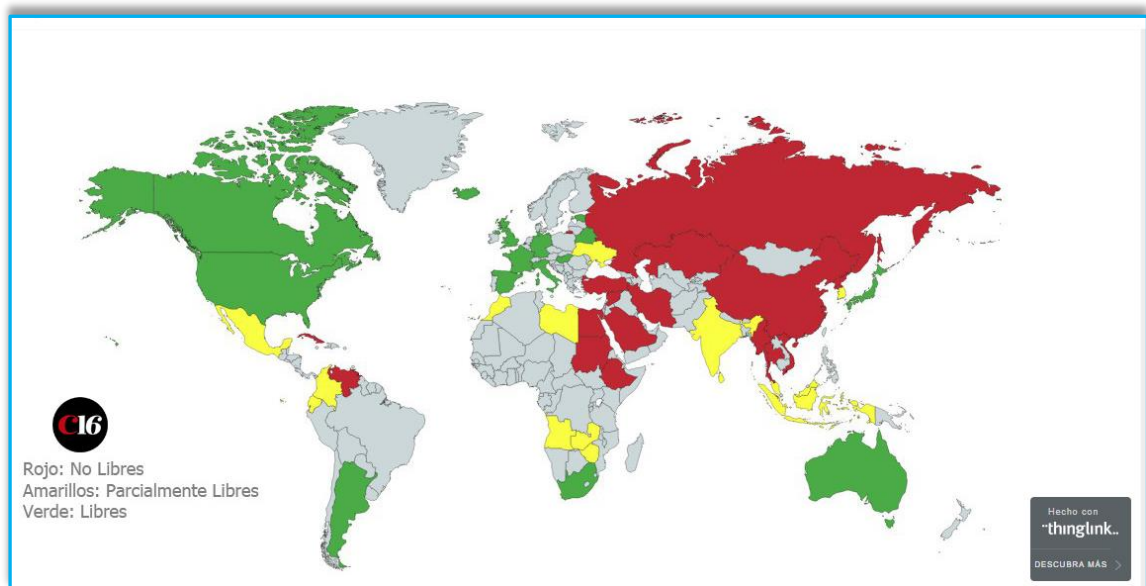 C16
Rojo: No Libres
Amarillos: Parcialmente Libres
Verde: Libres
Hecho con
¨thinglink..
DESCUBRA MÁS >